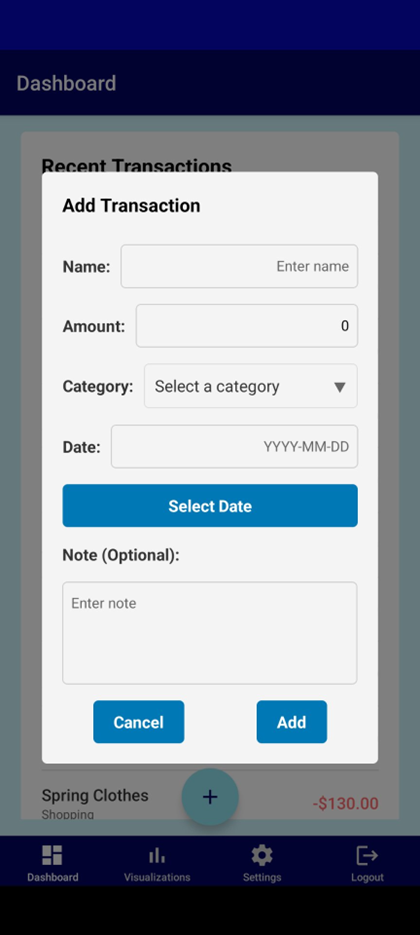 Dashboard
Recent Transactions
Add Transaction
Name: Enter name
Amount: 0
Category: Select a category
Date: YYYY-MM-DD
Select Date
Note (Optional):
Enter note
Cancel Add
Spring Clothes
Shopping
-$130.00
Dashboard Visualizations Settings Logout